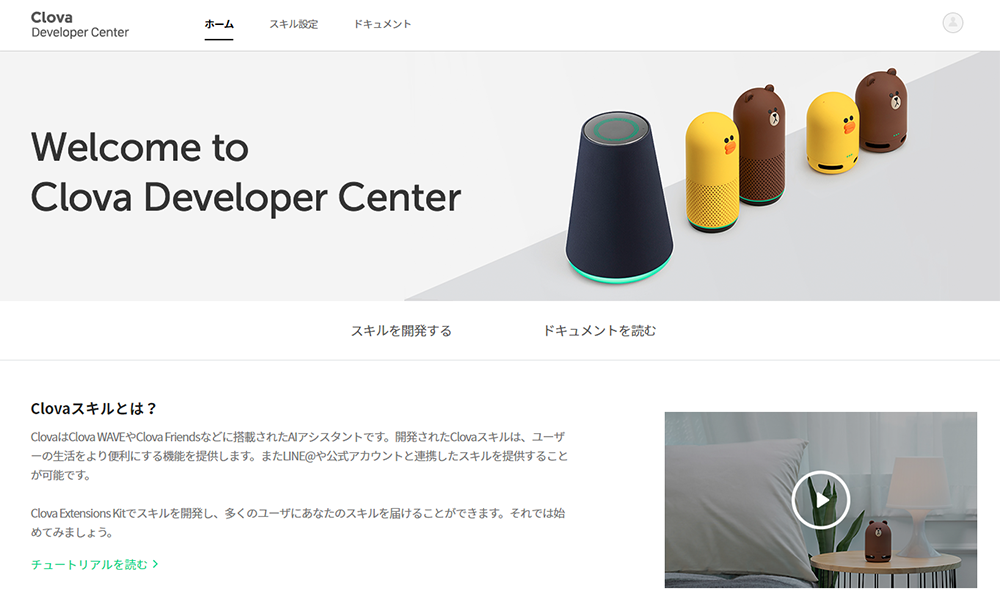 Clova
Developer Center
ホーム
スキル設定
ドキュメント
Welcome to
Clova Developer Center
スキルを開発する
ドキュメントを読む
Clovaスキルとは？
ClovaはClova WAVEやClova Friendsなどに搭載されたAIアシスタントです。開発されたClovaスキルは、ユーザ
ーの生活をより便利にする機能を提供します。またLINE@や公式アカウントと連携したスキルを提供すること
が可能です。
Clova Extensions Kitでスキルを開発し、多くのユーザにあなたのスキルを届けることができます。それでは始
めてみましょう。
チュートリアルを読む